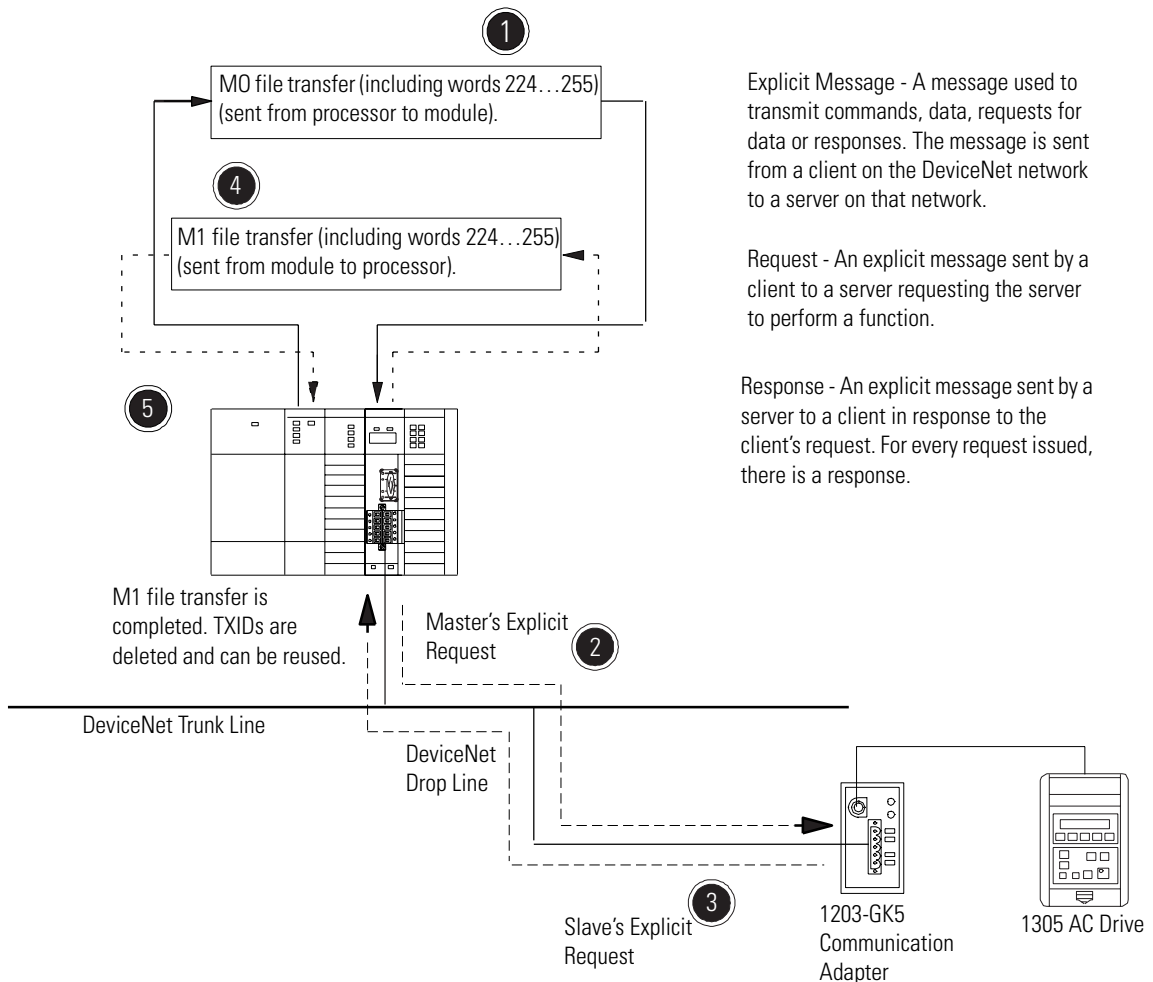 1
MO file transfer (including words 224…255)
(sent from processor to module).
4
M1 file transfer (including words 224…255)
(sent from module to processor).
Explicit Message - A message used to
transmit commands, data, requests for
data or responses. The message is sent
from a client on the DeviceNet network
to a server on that network.
Request - An explicit message sent by a
client to a server requesting the server
to perform a function.
Response - An explicit message sent by a
server to a client in response to the
client's request. For every request issued,
there is a response.
5
M1 file transfer is
completed. TXIDs are
deleted and can be reused.
Master's Explicit
Request
2
DeviceNet Trunk Line
DeviceNet
Drop Line
3
Slave's Explicit
Request
1203-GK5
Communication
Adapter
1305 AC Drive